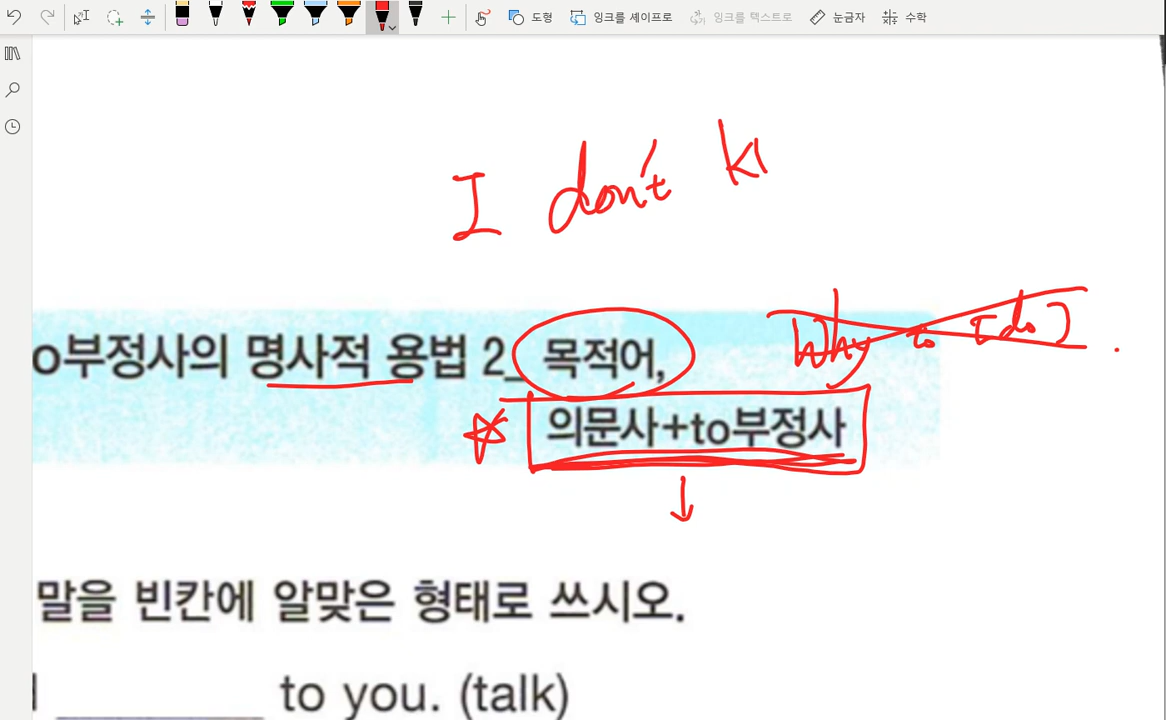 도형 잉크를 셰이프로 잉크를 텍스트로 눈금자 수학
I don't
o부정사의 명사적 용법 2_ 목적어,
Why to [do]
의문사+to부정사
말을 빈칸에 알맞은 형태로 쓰시오.
to you. (talk)